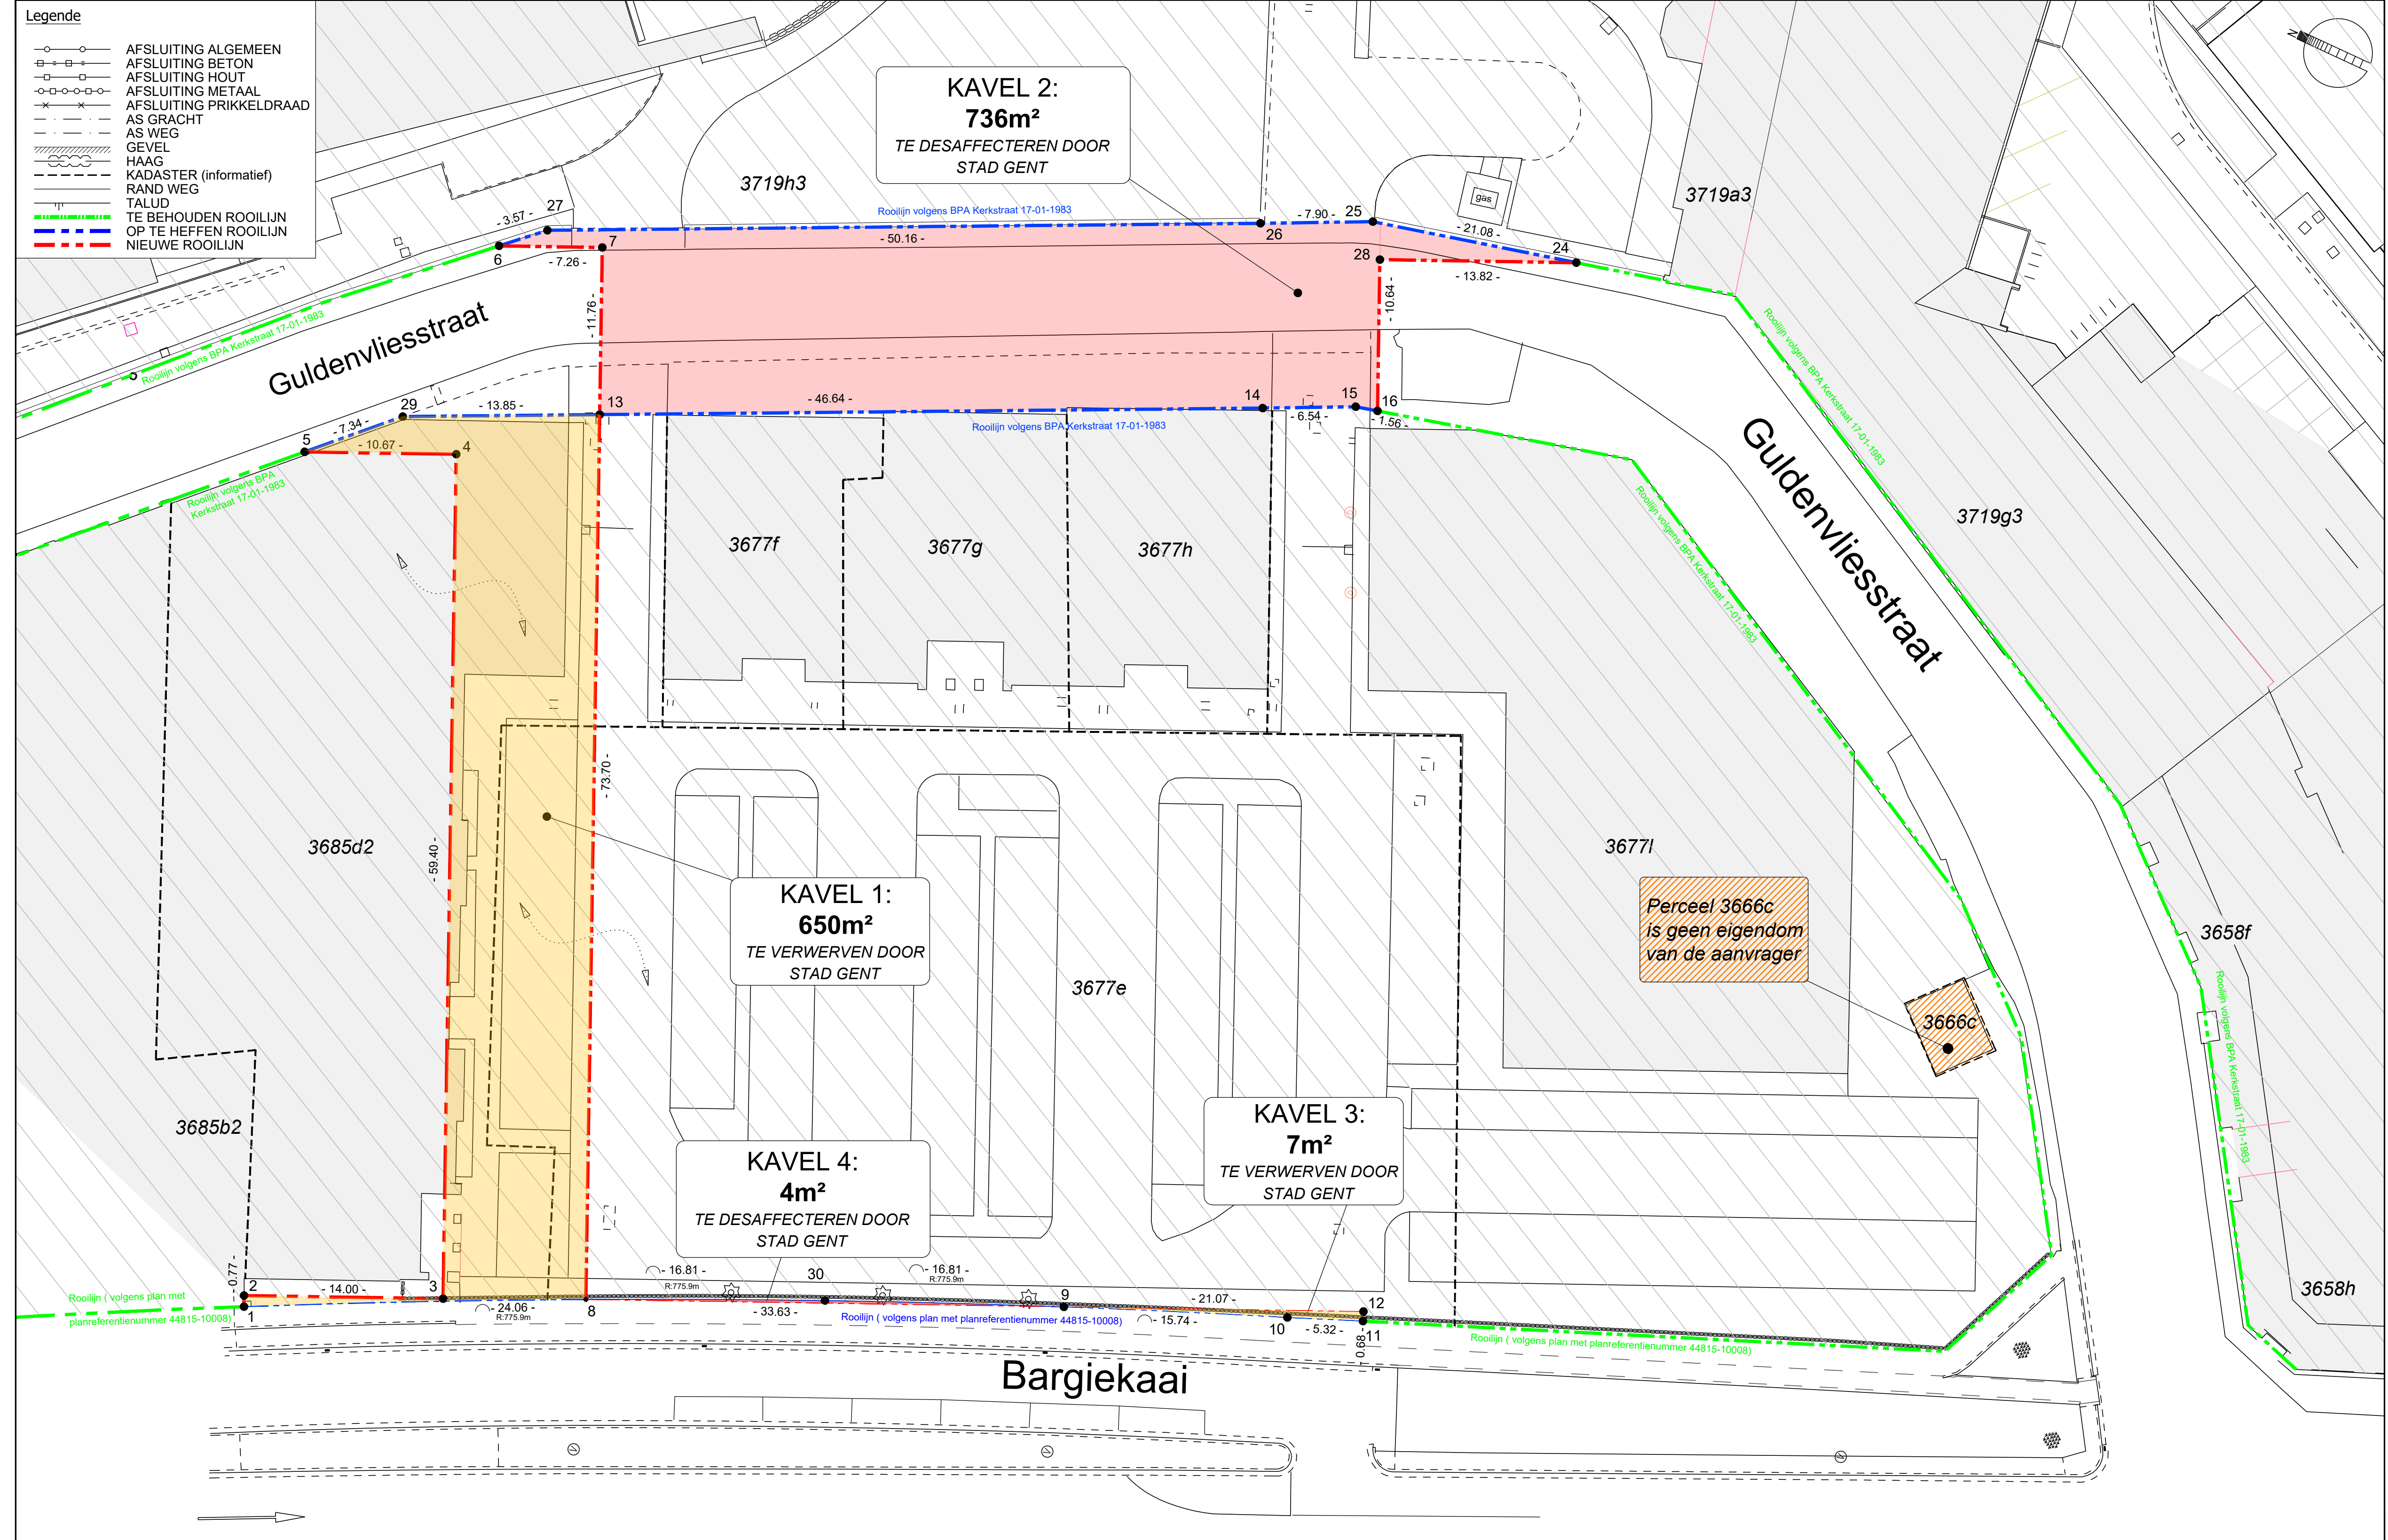 Legende
AFSLUITING ALGEMEEN
AFSLUITING BETON
AFSLUITING HOUT
AFSLUITING METAAL
AFSLUITING PRIKKELDRAAD
AS GRACHT
AS WEG
GEVEL
HAAG
KADASTER (informatief)
RAND WEG
TALUD
TE BEHOUDEN ROOILIJN
OP TE HEFFEN ROOILIJN
NIEUWE ROOILIJN
N
KAVEL 2:
736m²
TE DESAFFECTEREN DOOR
STAD GENT
3719h3
gas
3719a3
- 3.57 -
27
Rooilijn volgens BPA Kerkstraat 17-01-1983
- 7.90 -
25
26
- 21.08 -
24
6
- 7.26 -
7
- 50.16 -
28
- 13.82 -
- 11.76 -
- 10.64 -
Guldenvliesstraat
Rooilijn volgens BPA Kerkstraat 17-01-1983
Rooilijn volgens BPA Kerkstraat 17-01-1983
29
- 13.85 -
13
- 46.64 -
14
15
16
- 6.54 -
- 1.56 -
Rooilijn volgens BPA Kerkstraat 17-01-1983
5
- 7.34 -
- 10.67 -
4
Rooilijn volgens BPA
Kerkstraat 17-01-1983
Rooilijn volgens BPA Kerkstraat 17-01-1983
Guldenvliesstraat
3677f
3677g
3677h
3719g3
- 73.70 -
- 59.40 -
3685d2
3677l
KAVEL 1:
650m²
TE VERWERVEN DOOR
STAD GENT
Perceel 3666c
is geen eigendom
van de aanvrager
3658f
3677e
3666c
Rooilijn volgens BPA Kerkstraat 17-01-1983
3685b2
KAVEL 4:
4m²
TE DESAFFECTEREN DOOR
STAD GENT
KAVEL 3:
7m²
TE VERWERVEN DOOR
STAD GENT
3658h
- 0.77 -
2
- 14.00 -
3
- 16.81 -
R:775.9m
30
- 16.81 -
R:775.9m
9
- 21.07 -
12
Rooilijn ( volgens plan met
planreferentienummer 44815-10008)
1
- 24.06 -
R:775.9m
8
- 33.63 -
Rooilijn ( volgens plan met planreferentienummer 44815-10008)
- 15.74 -
10
- 5.32 -
11
- 0.68 -
Rooilijn ( volgens plan met planreferentienummer 44815-10008)
Bargiekaai